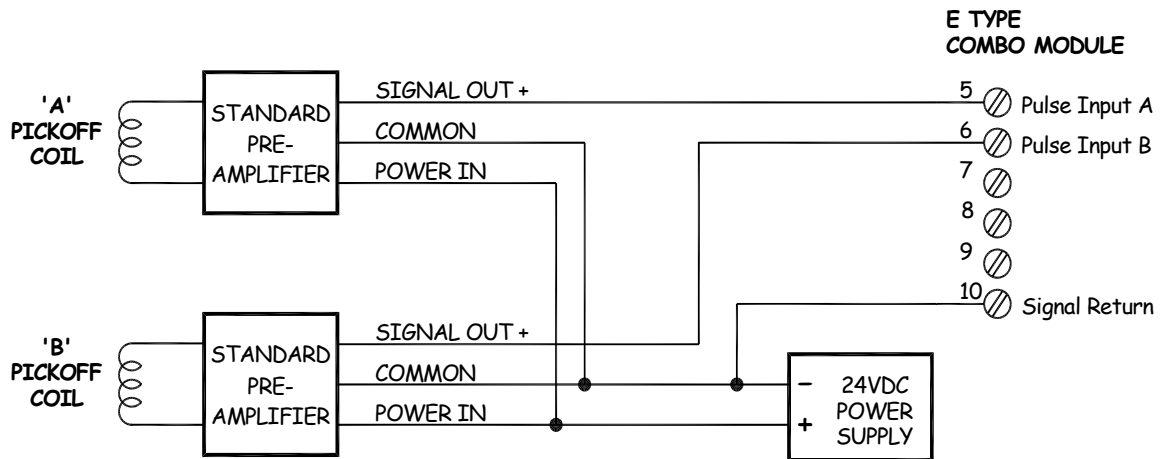 E TYPE
COMBO MODULE
'A'
PICKOFF
COIL
STANDARD
PRE-
AMPLIFIER
SIGNAL OUT +
COMMON
POWER IN
5 Pulse Input A
6 Pulse Input B
7
8
9
10 Signal Return
'B'
PICKOFF
COIL
STANDARD
PRE-
AMPLIFIER
SIGNAL OUT +
COMMON
POWER IN
- 24VDC
POWER
+ SUPPLY